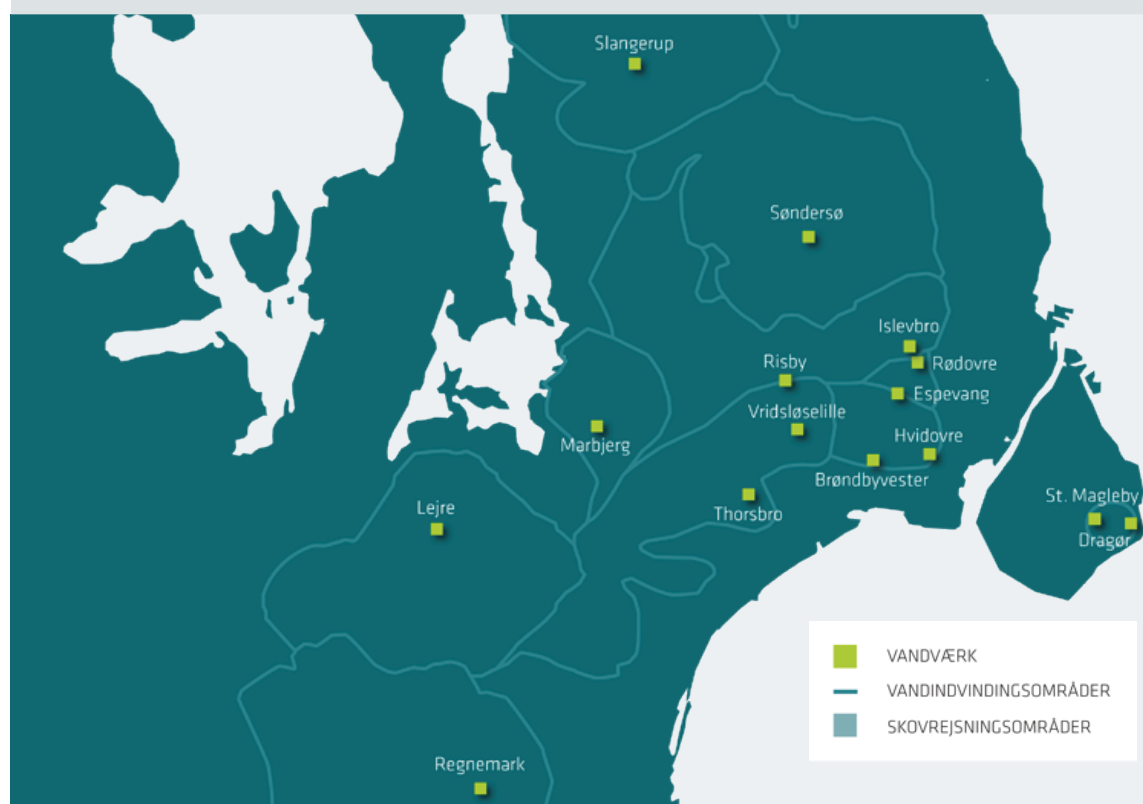 Slangerup
Søndersø
Islevbro
Rødovre
Risby
Espevang
Vridsløselille
Hvidovre
Marbjerg
Brøndbyvester
St. Magleby
Lejre
Thorsbro
Dragør
VANDVÆRK
VANDINDVINDINGSOMRÅDER
SKOVREJSNINGSOMRÅDER
Regnemark